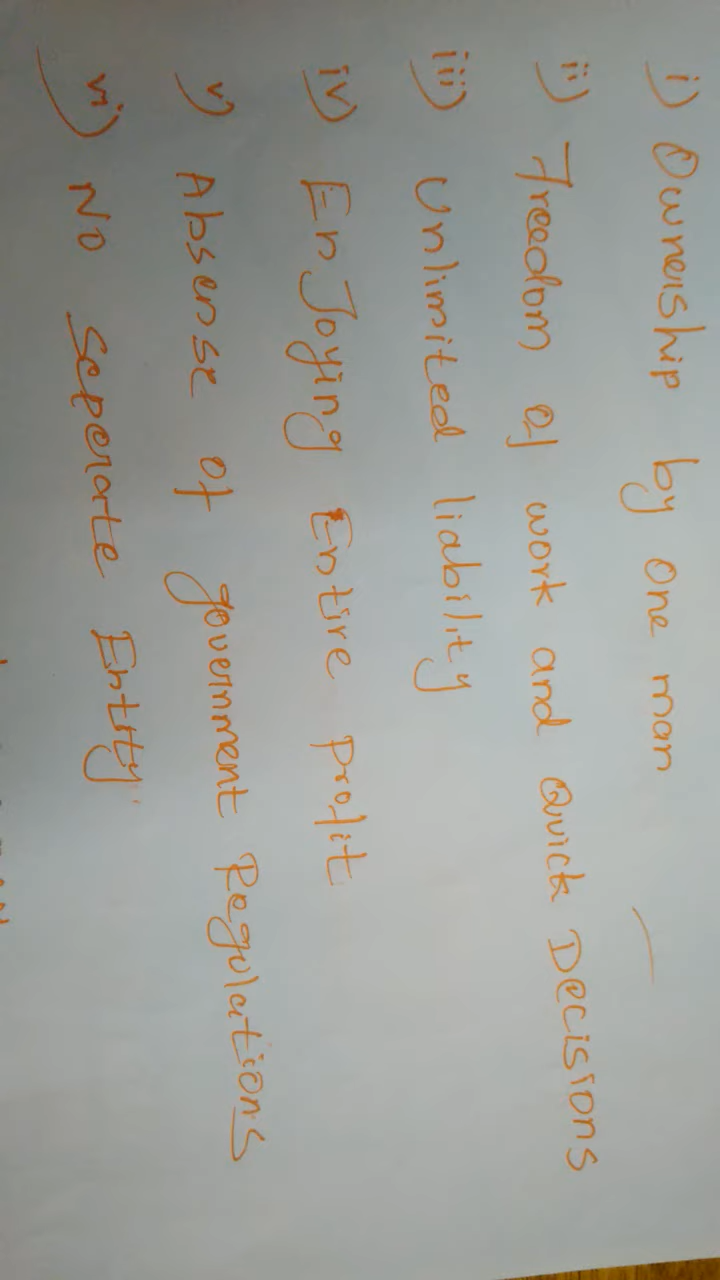 i) Ownership by one man
ii) Freedom of work and Quick Decisions
iii) Unlimited liability
iv) EnJoying Entire Profit
v) Absense of government Regulations
vi) No Seperate Entity.